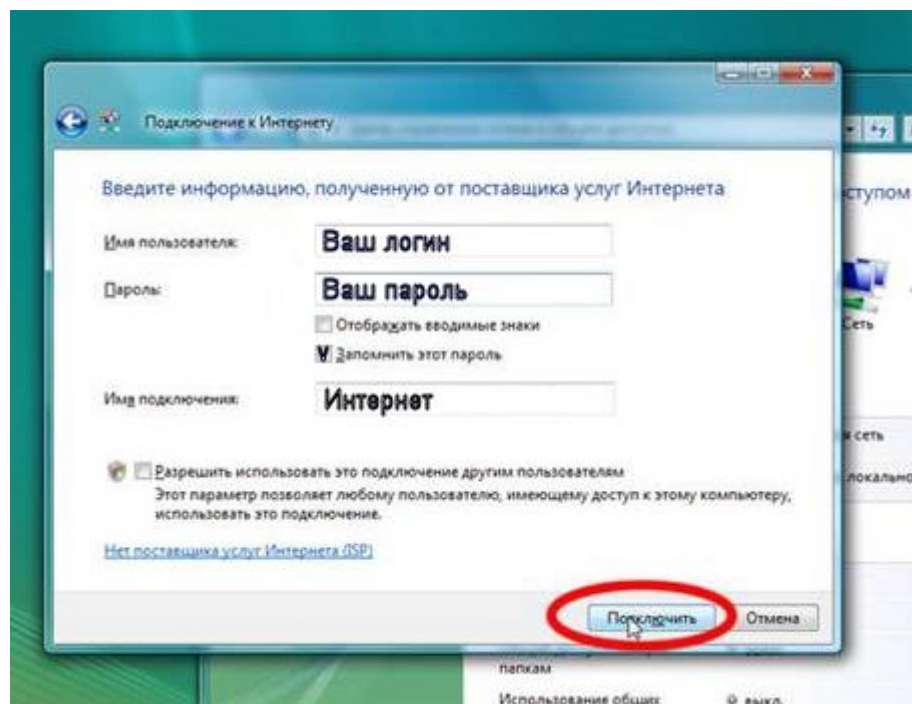 Подключение к Интернету
Введите информацию, полученную от поставщика услуг Интернета
ступом
Имя пользователя:
Ваш логин
Пароль:
Ваш пароль
Отображать вводимые знаки
Сеть
Запомнить этот пароль
Имя подключения:
Интернет
сеть
Разрешить использовать это подключение другим пользователям
локально
Этот параметр позволяет любому пользователю, имеющему доступ к этому компьютеру,
использовать это подключение.
Нет поставщика услуг Интернета (ISP)
Подключить
Отмена
папкам
Использование общих
выкл.